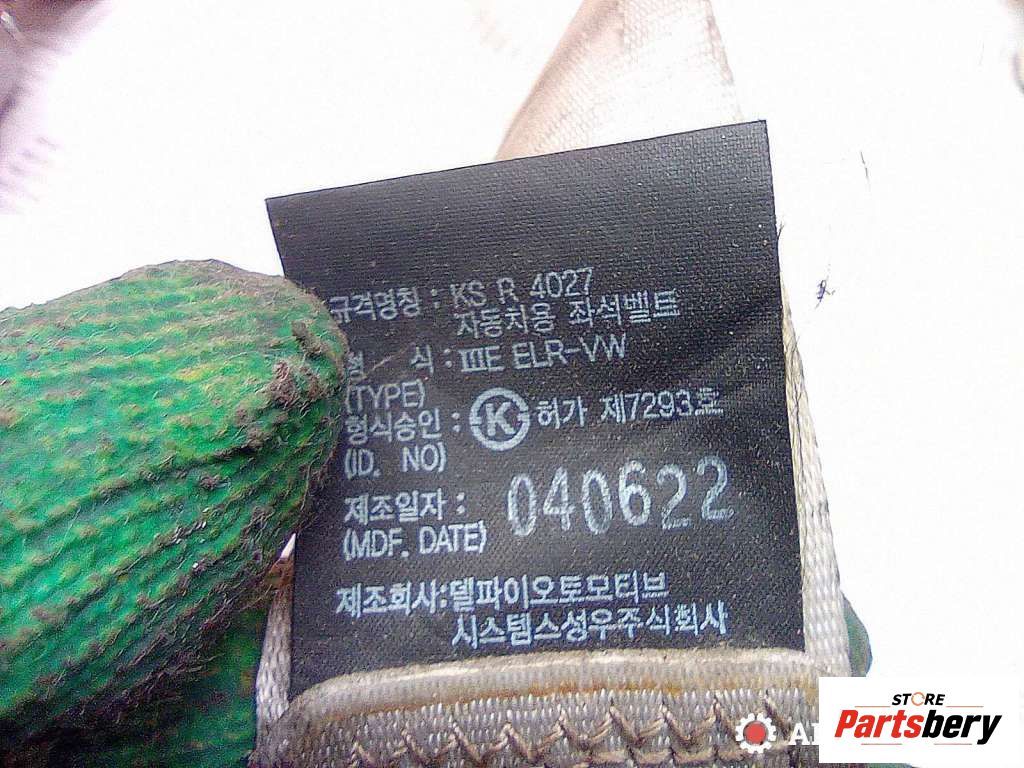 규격명칭 : KS R 4027
자동차용 좌석벨트
형 식 : ⅢE ELR-VW
(TYPE)
형식승인 : K 허가 제7293호
(ID. NO)
제조일자 : 040622
(MDF. DATE)
제조회사:델파이오토모티브
시스템스성우주식회사
STORE
Partsbery